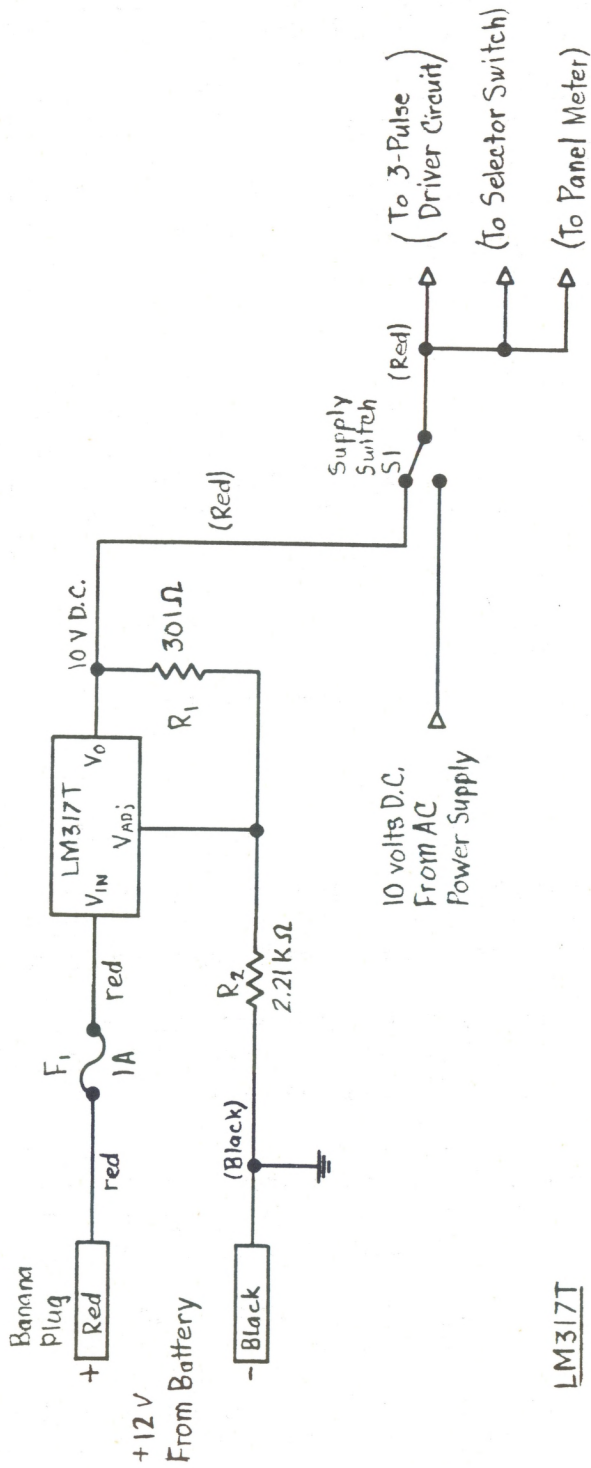 Banana
Plug
+
Red
red
F1
1A
red
LM317T
VIN
VO
VADj
10 V D.C.
R1
301Ω
(Red)
+12 V
From Battery
-
Black
(Black)
R2
2.21 KΩ
Supply
Switch
S1
(Red)
(To 3-Pulse
Driver Circuit)
(To Selector Switch)
(To Panel Meter)
10 volts D.C.
From AC
Power Supply
LM317T